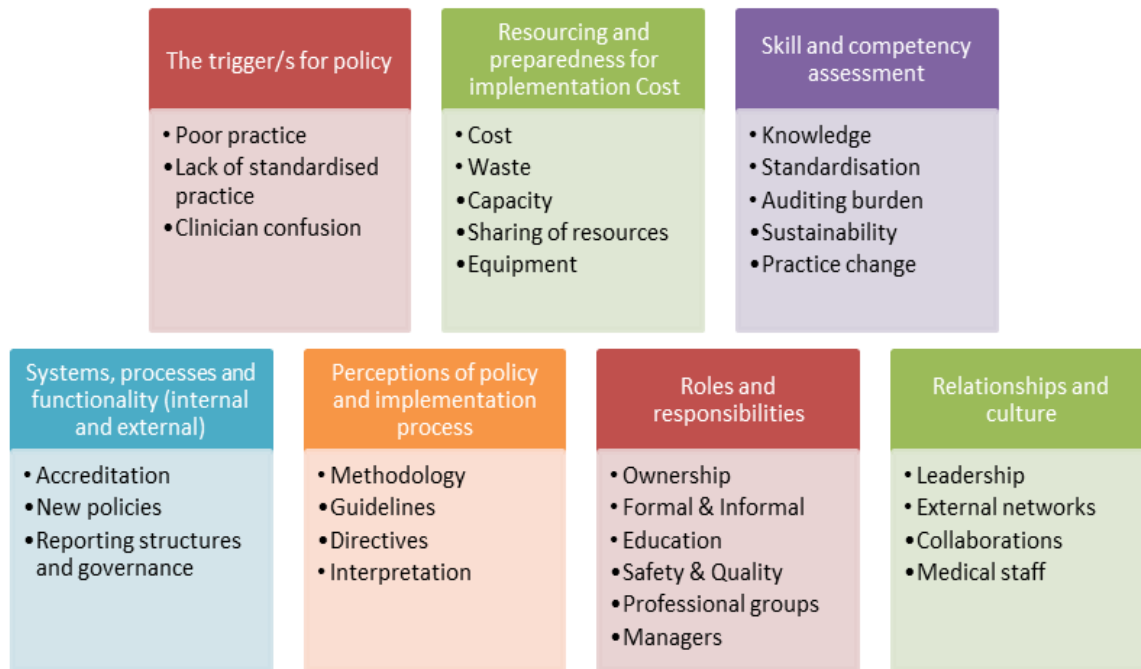 The trigger/s for policy
• Poor practice
•Lack of standardised
practice
•Clinician confusion
Resourcing and
preparedness for
implementation Cost
• Cost
• Waste
•Capacity
•Sharing of resources
•Equipment
Skill and competency
assessment
• Knowledge
• Standardisation
• Auditing burden
•Sustainability
•Practice change
Systems, processes and
functionality (internal
and external)
• Accreditation
•New policies
•Reporting structures
and governance
Perceptions of policy
and implementation
process
• Methodology
•Guidelines
•Directives
• Interpretation
Roles and
responsibilities
• Ownership
• Formal & Informal
• Education
•Safety & Quality
•Professional groups
•Managers
Relationships and
culture
• Leadership
• External networks
•Collaborations
•Medical staff